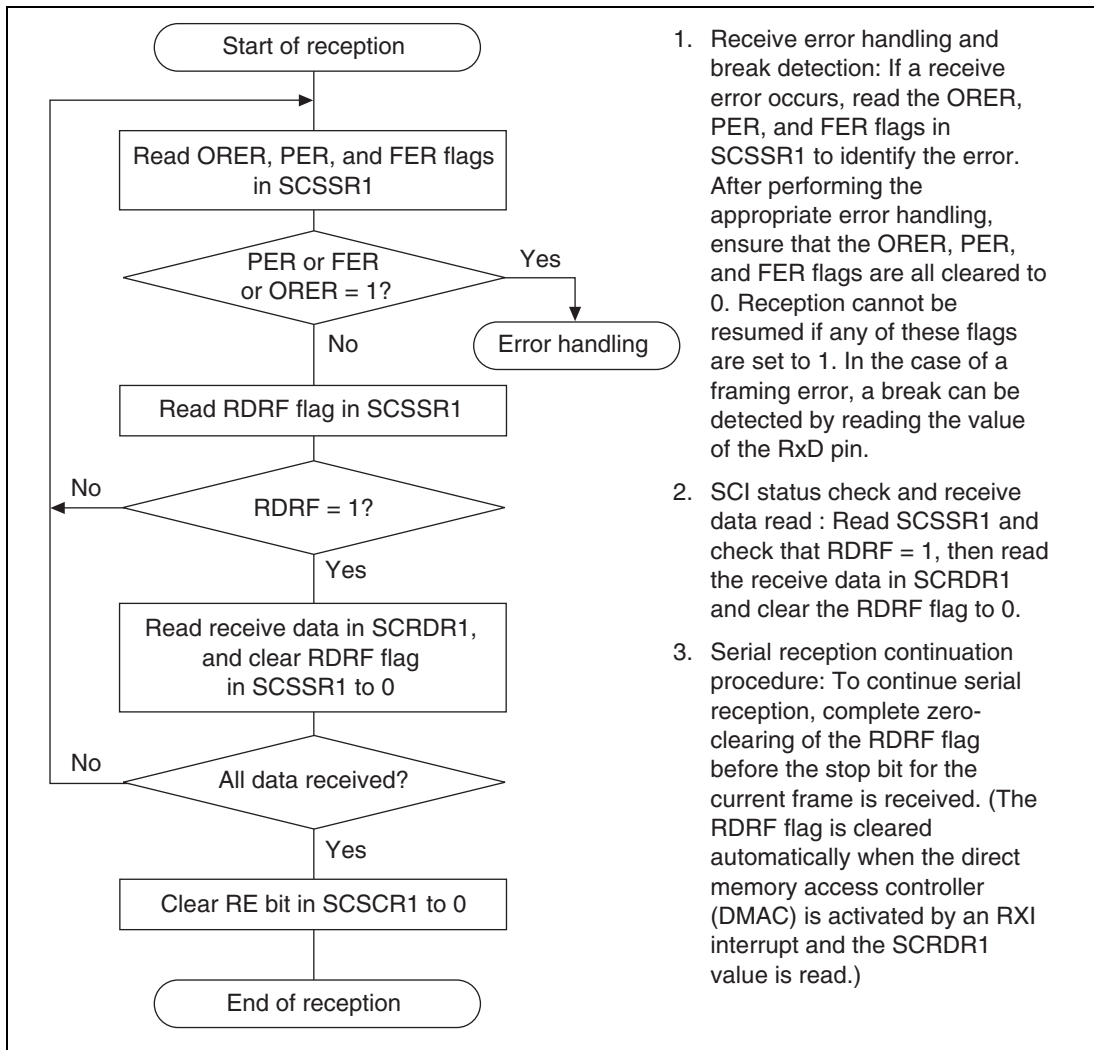 Start of reception
Read ORER, PER, and FER flags
in SCSSR1
PER or FER
or ORER = 1?
Yes
Error handling
No
Read RDRF flag in SCSSR1
No
RDRF = 1?
Yes
Read receive data in SCRDR1,
and clear RDRF flag
in SCSSR1 to 0
No
All data received?
Yes
Clear RE bit in SCSCR1 to 0
End of reception
1. Receive error handling and
break detection: If a receive
error occurs, read the ORER,
PER, and FER flags in
SCSSR1 to identify the error.
After performing the
appropriate error handling,
ensure that the ORER, PER,
and FER flags are all cleared to
0. Reception cannot be
resumed if any of these flags
are set to 1. In the case of a
framing error, a break can be
detected by reading the value
of the RxD pin.
2. SCI status check and receive
data read : Read SCSSR1 and
check that RDRF = 1, then read
the receive data in SCRDR1
and clear the RDRF flag to 0.
3. Serial reception continuation
procedure: To continue serial
reception, complete zero-
clearing of the RDRF flag
before the stop bit for the
current frame is received. (The
RDRF flag is cleared
automatically when the direct
memory access controller
(DMAC) is activated by an RXI
interrupt and the SCRDR1
value is read.)